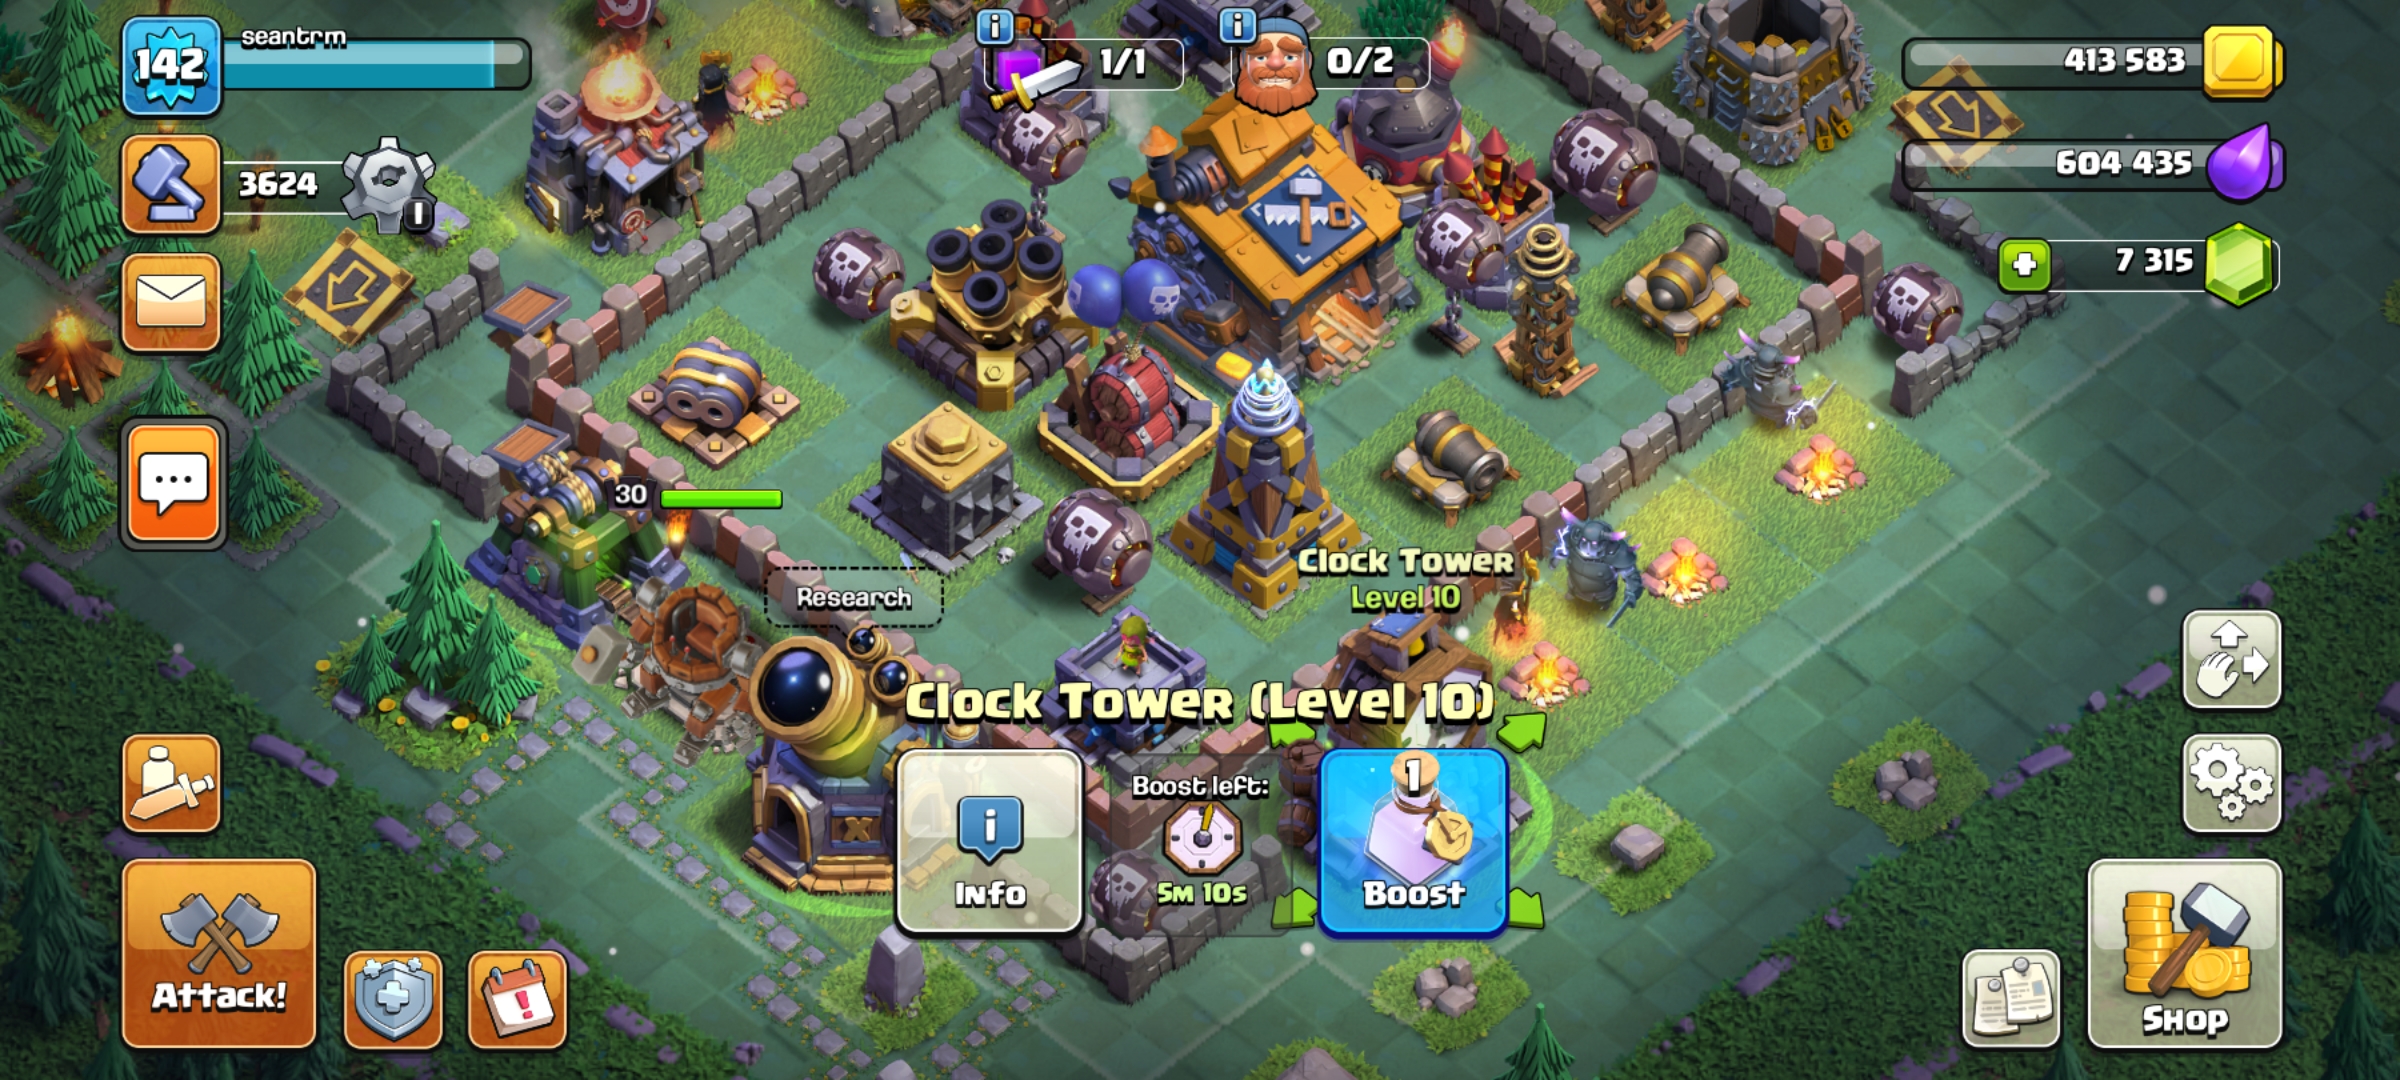 142
seantrm
1/1
0/2
413 583
3624
604 435
7 315
30
Research
Clock Tower
Level 10
Clock Tower (Level 10)
Info
Boost left:
5m 10s
1
Boost
Attack!
Shop